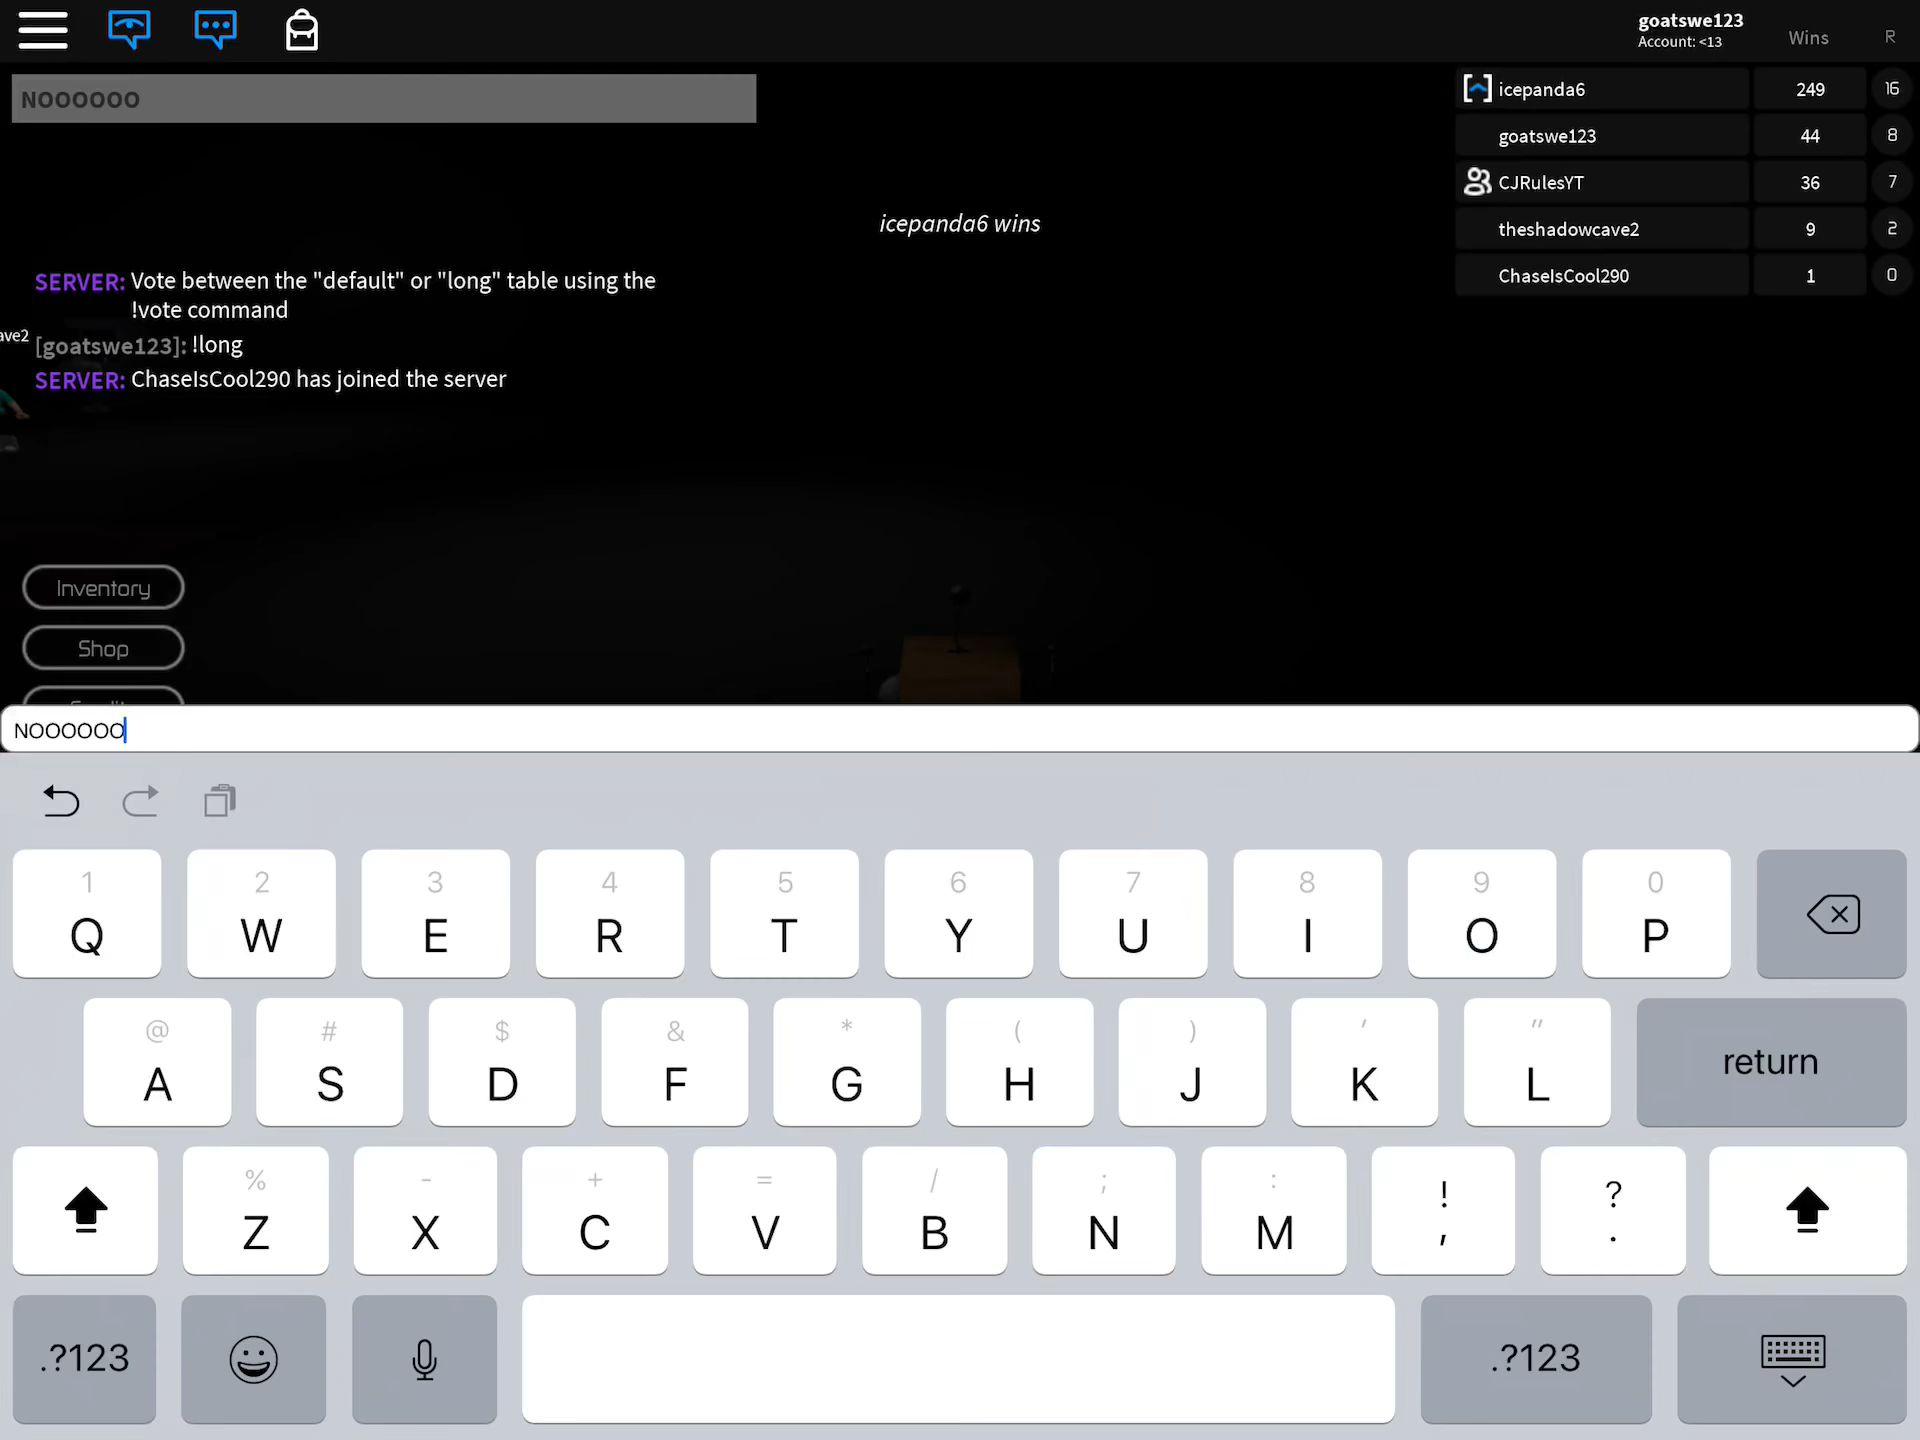 goatswe123
Account: <13
Wins
R
NOOOOOO
icepanda6 249 16
goatswe123 44 8
CJRulesYT 36 7
theshadowcave2 9 2
ChaseIsCool290 1 0
icepanda6 wins
SERVER: Vote between the "default" or "long" table using the
!vote command
ave2
[goatswe123]: !long
SERVER: ChaseIsCool290 has joined the server
Inventory
Shop
NOOOOOO
1 2 3 4 5 6 7 8 9 0
Q W E R T Y U I O P
@ # $ & * ( ) ' "
A S D F G H J K L return
% - + = / ; : ! ?
Z X C V B N M , .
.?123 .?123